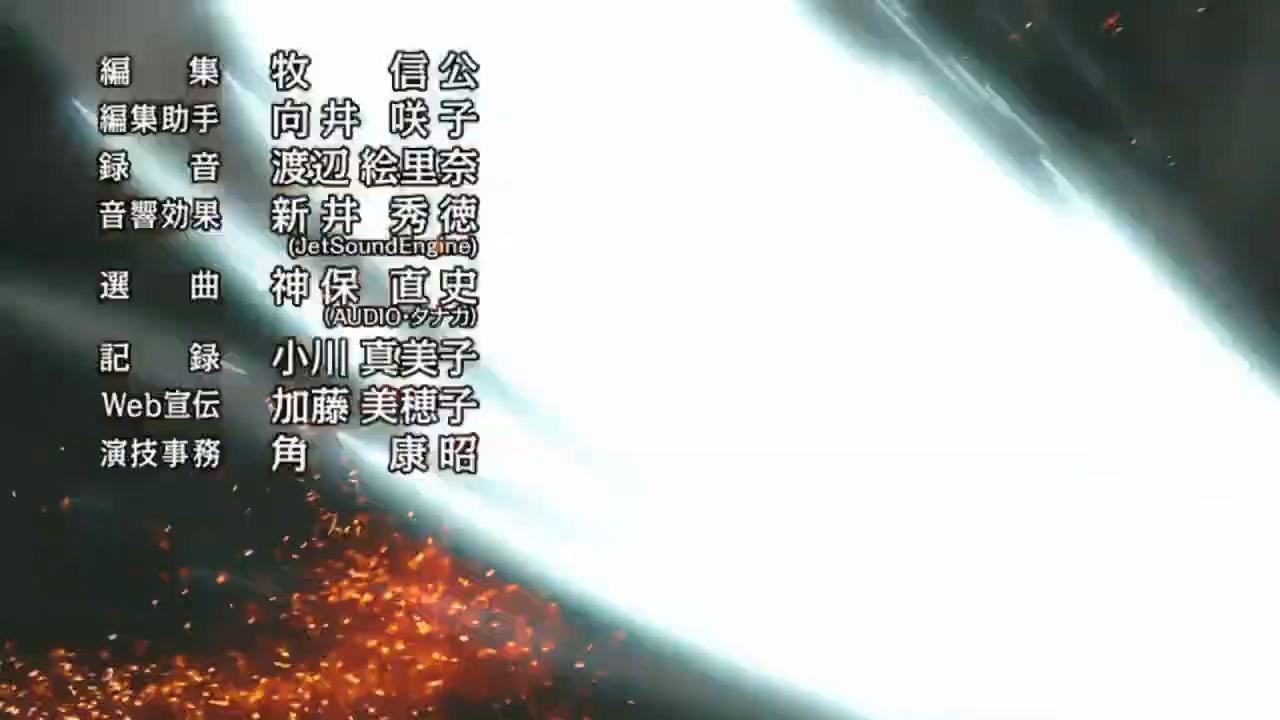 編集 牧 信公
編集助手 向井 咲子
録音 渡辺 絵里奈
音響効果 新井 秀徳
(JetSoundEngine)
選曲 神保 直史
(AUDIO・タナカ)
記録 小川 真美子
Web宣伝 加藤 美穂子
演技事務 角 康昭